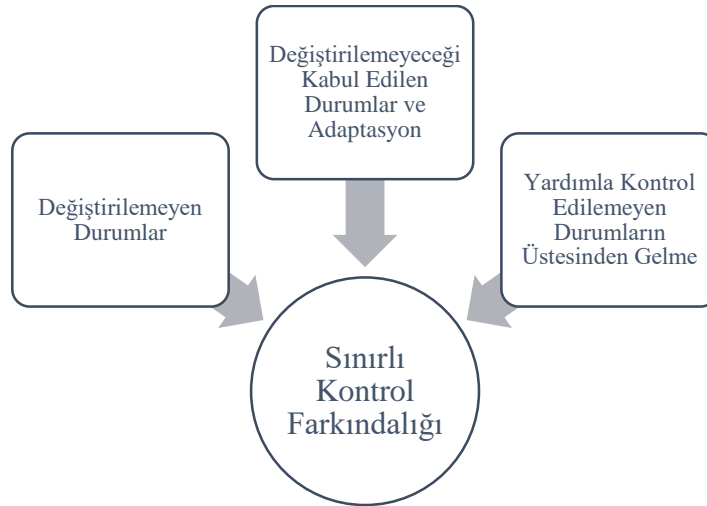 Değiştirilemeyeceği
Kabul Edilen
Durumlar ve
Adaptasyon
Değiştirilemeyen
Durumlar
Yardımla Kontrol
Edilemeyen
Durumların
Üstesinden Gelme
Sınırlı
Kontrol
Farkındalığı